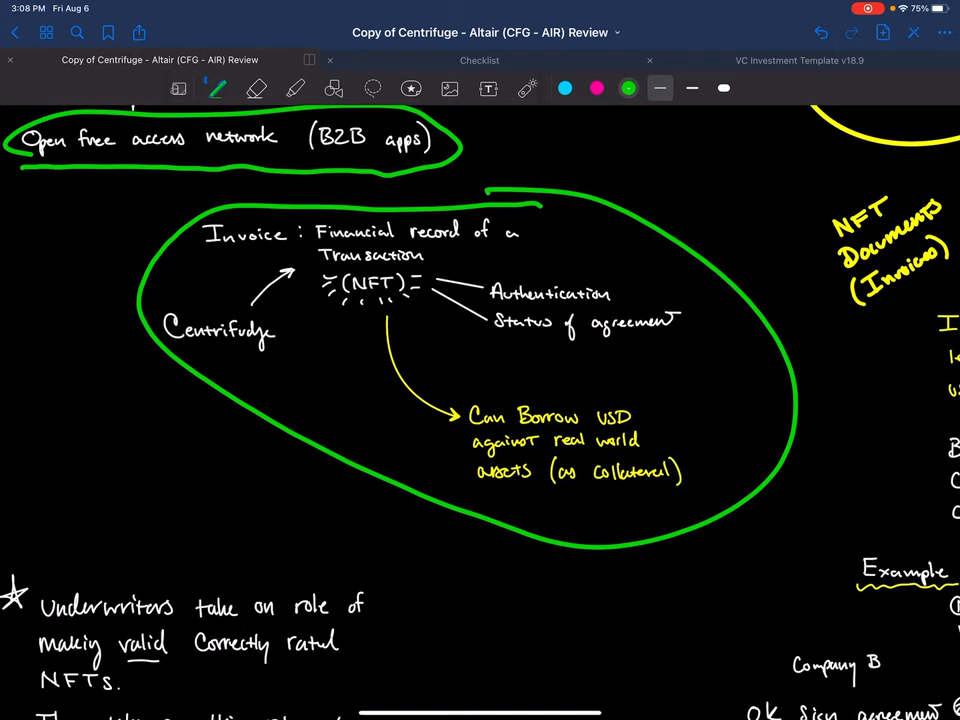 3:08 PM Fri Aug 6
75%
Copy of Centrifuge - Altair (CFG - AIR) Review
Copy of Centrifuge - Altair (CFG - AIR) Review
Checklist
VC Investment Template v18.9
Open free access network (B2B apps)
Invoice: Financial record of a
Transaction
(NFT)
Authentication
Status of agreement
Centrifudge
Can Borrow USD
against real world
assets (as collateral)
NFT
Documents
(Invoices)
Example
Underwriters take on role of
making valid Correctly rated
NFTS.
Company B
OK Sign agreement